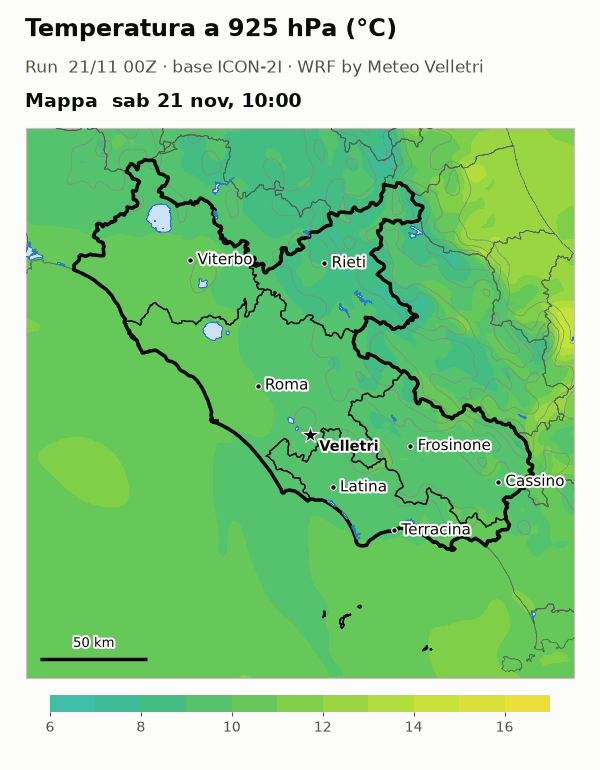 Temperatura a 925 hPa (°C)
Run  21/11 00Z · base ICON-2I · WRF by Meteo Velletri
Mappa  sab 21 nov, 10:00
Viterbo
Rieti
Roma
Velletri
Frosinone
Cassino
Latina
Terracina
50 km
6 8 10 12 14 16